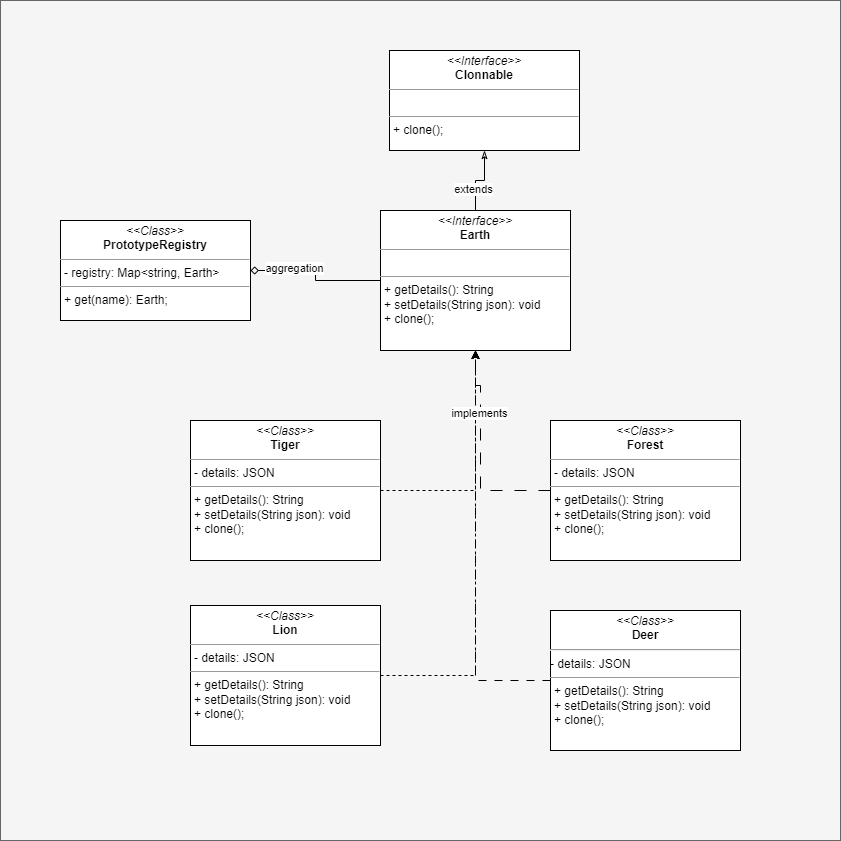 <<Interface>>
Clonnable
+ clone();
extends
<<Class>>
PrototypeRegistry
- registry: Map<string, Earth>
+ get(name): Earth;
aggregation
<<Interface>>
Earth
+ getDetails(): String
+ setDetails(String json): void
+ clone();
implements
<<Class>>
Tiger
- details: JSON
+ getDetails(): String
+ setDetails(String json): void
+ clone();
<<Class>>
Forest
- details: JSON
+ getDetails(): String
+ setDetails(String json): void
+ clone();
<<Class>>
Lion
- details: JSON
+ getDetails(): String
+ setDetails(String json): void
+ clone();
<<Class>>
Deer
- details: JSON
+ getDetails(): String
+ setDetails(String json): void
+ clone();